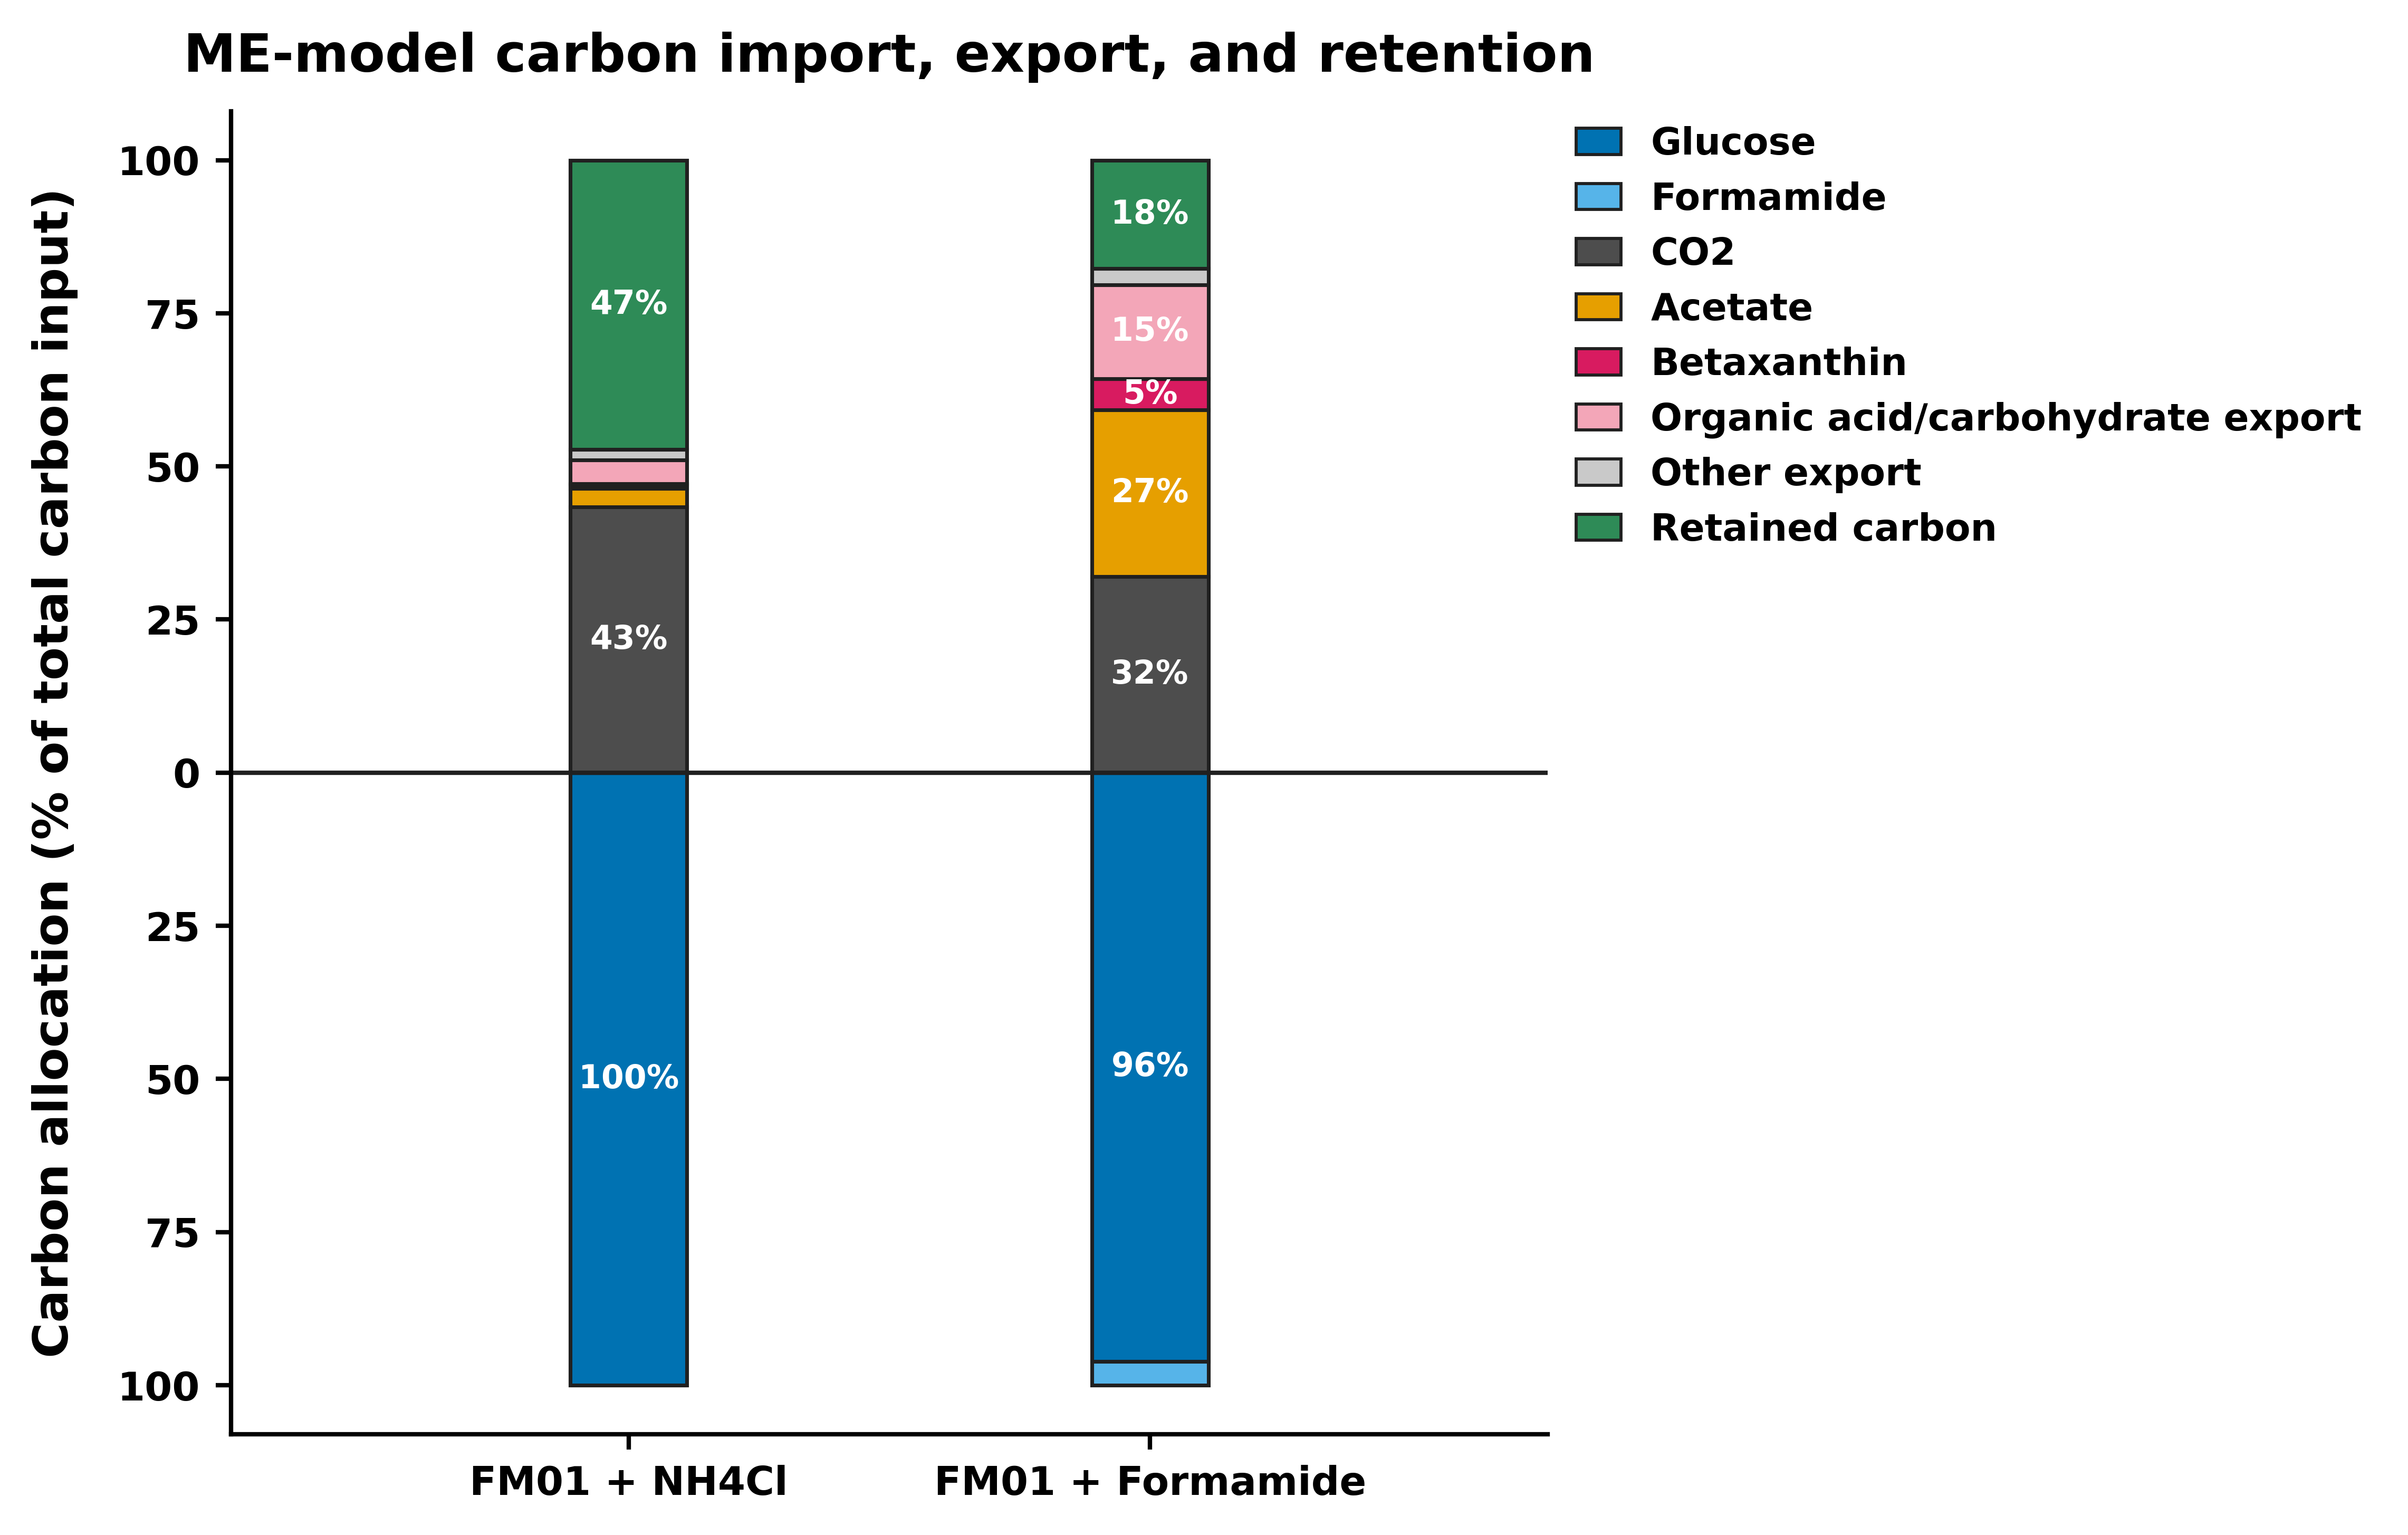 ME-model carbon import, export, and retention
Carbon allocation (% of total carbon input)
100
75
50
25
0
25
50
75
100
47%
43%
100%
18%
15%
5%
27%
32%
96%
FM01 + NH4Cl
FM01 + Formamide
Glucose
Formamide
CO2
Acetate
Betaxanthin
Organic acid/carbohydrate export
Other export
Retained carbon